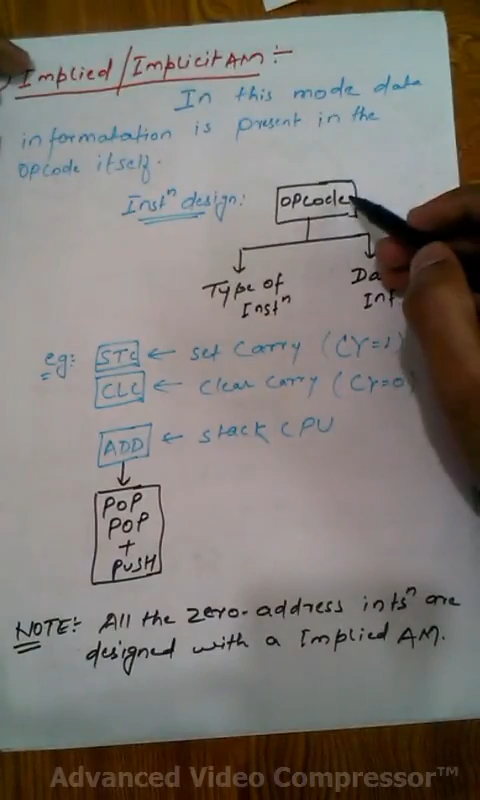 Implied/Implicit AM:-
In this mode data
informatation is present in the
opcode itself.
Instn design:
opcode
Type of
Instn
Da
Inf
eg:
STC ← set carry (CY=1)
CLC ← clear carry (CY=0)
ADD ← stack CPU
POP
POP
+
PUSH
NOTE:- All the zero-address intsn are
designed with a Implied AM.
Advanced Video Compressor™